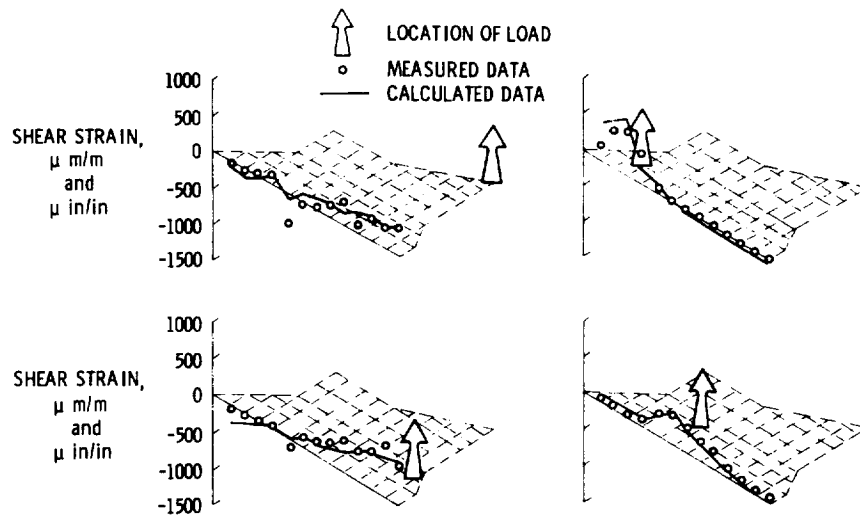 LOCATION OF LOAD
MEASURED DATA
CALCULATED DATA
1000
500
0
-500
-1000
-1500
SHEAR STRAIN,
μ m/m
and
μ in/in
1000
500
0
-500
-1000
-1500
SHEAR STRAIN,
μ m/m
and
μ in/in